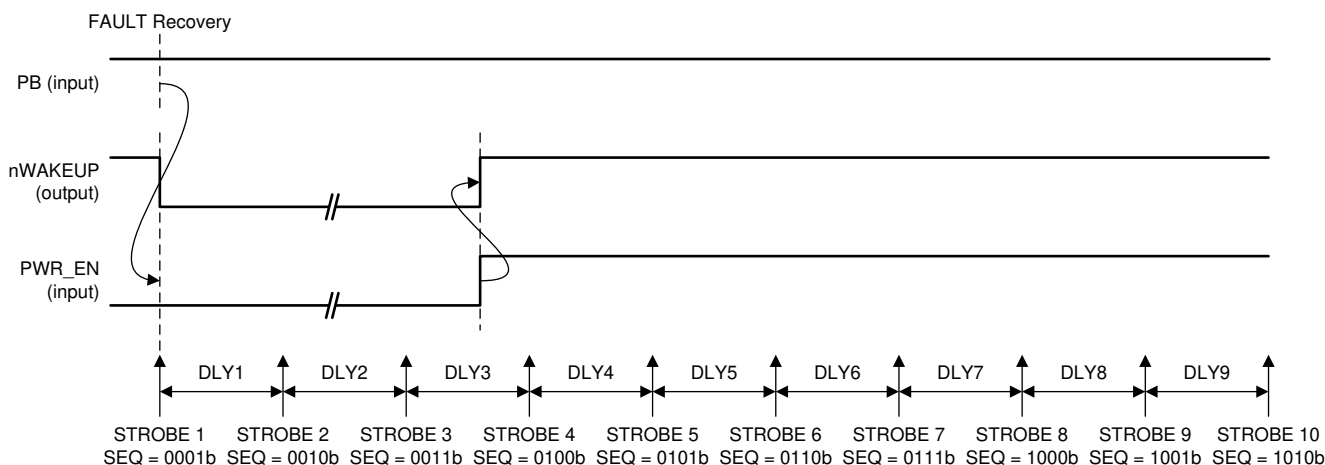 FAULT Recovery
PB (input)
nWAKEUP
(output)
PWR_EN
(input)
DLY1 DLY2 DLY3 DLY4 DLY5 DLY6 DLY7 DLY8 DLY9
STROBE 1 STROBE 2 STROBE 3 STROBE 4 STROBE 5 STROBE 6 STROBE 7 STROBE 8 STROBE 9 STROBE 10
SEQ = 0001b SEQ = 0010b SEQ = 0011b SEQ = 0100b SEQ = 0101b SEQ = 0110b SEQ = 0111b SEQ = 1000b SEQ = 1001b SEQ = 1010b